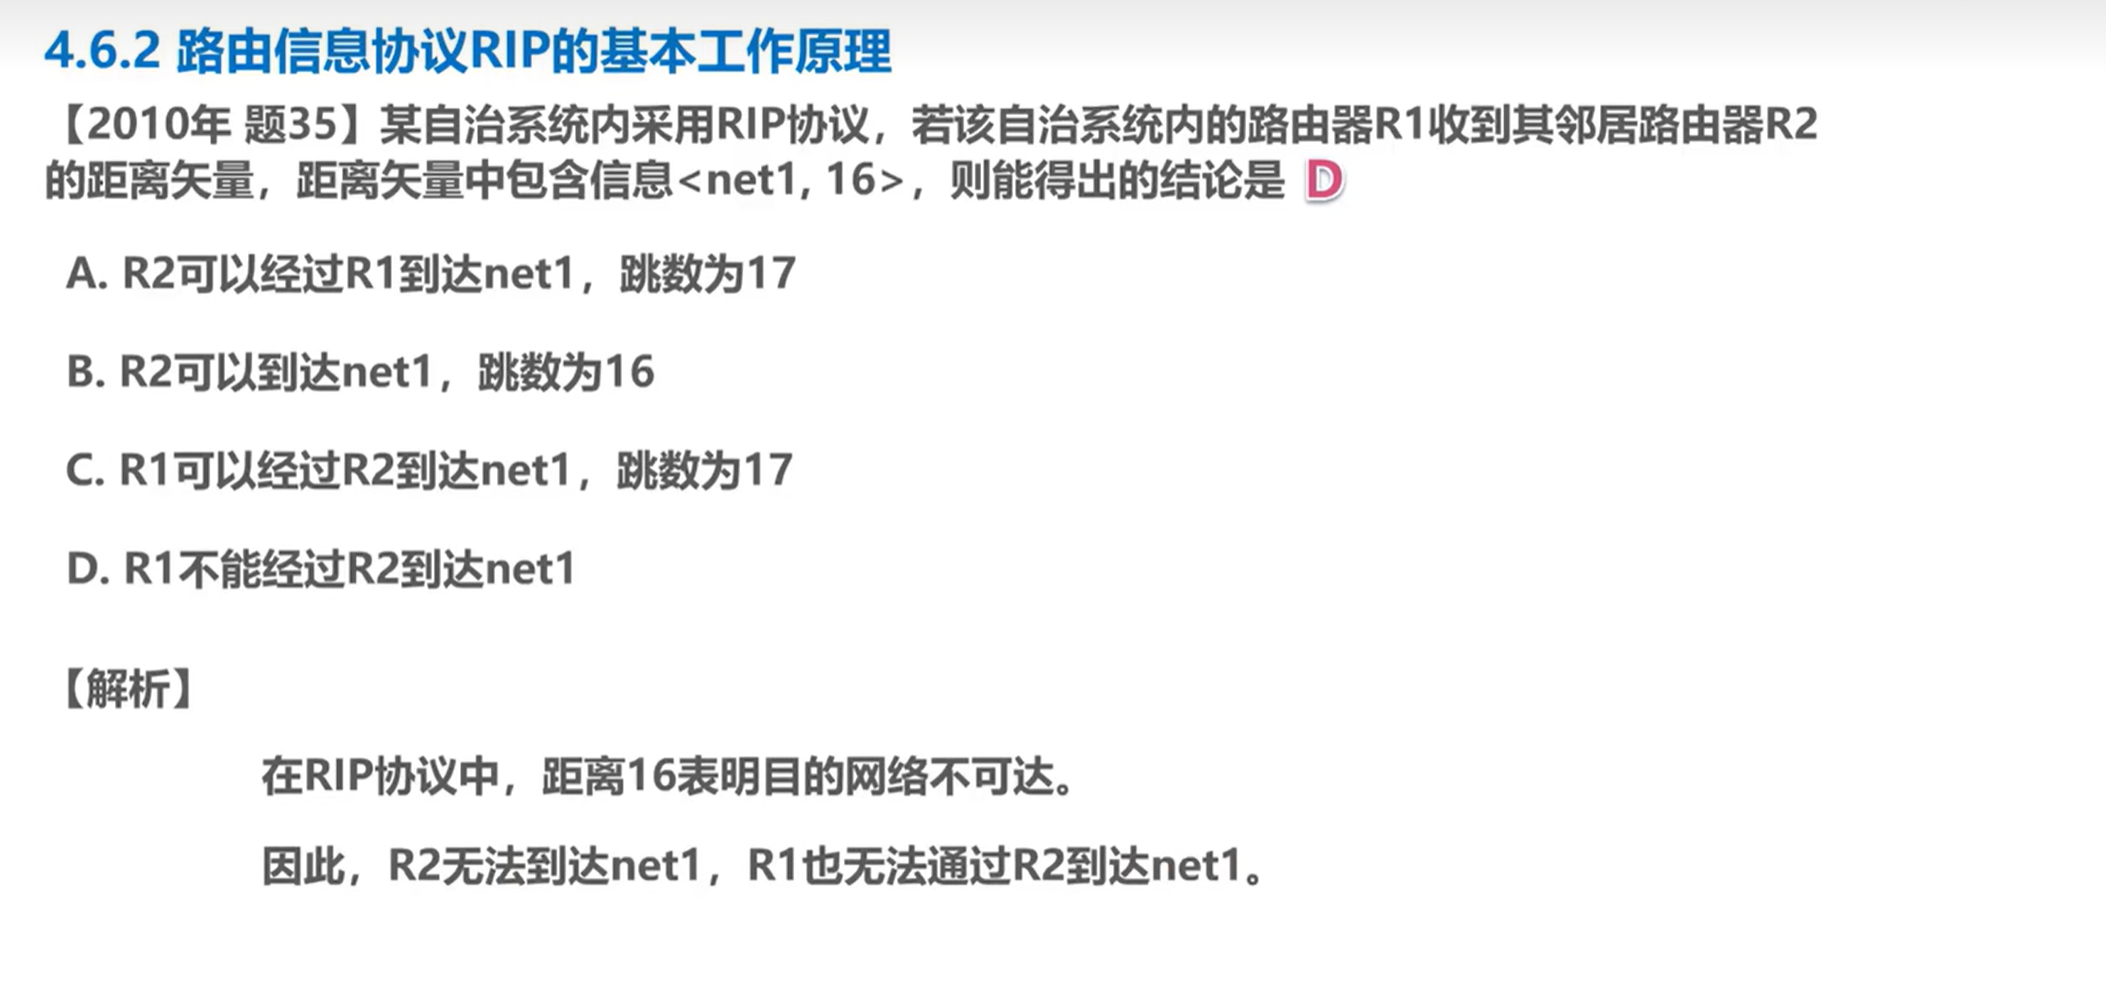 4.6.2 路由信息协议RIP的基本工作原理
【2010年 题35】某自治系统内采用RIP协议，若该自治系统内的路由器R1收到其邻居路由器R2
的距离矢量，距离矢量中包含信息<net1, 16>，则能得出的结论是 D
A. R2可以经过R1到达net1，跳数为17
B. R2可以到达net1，跳数为16
C. R1可以经过R2到达net1，跳数为17
D. R1不能经过R2到达net1
【解析】
在RIP协议中，距离16表明目的网络不可达。
因此，R2无法到达net1，R1也无法通过R2到达net1。